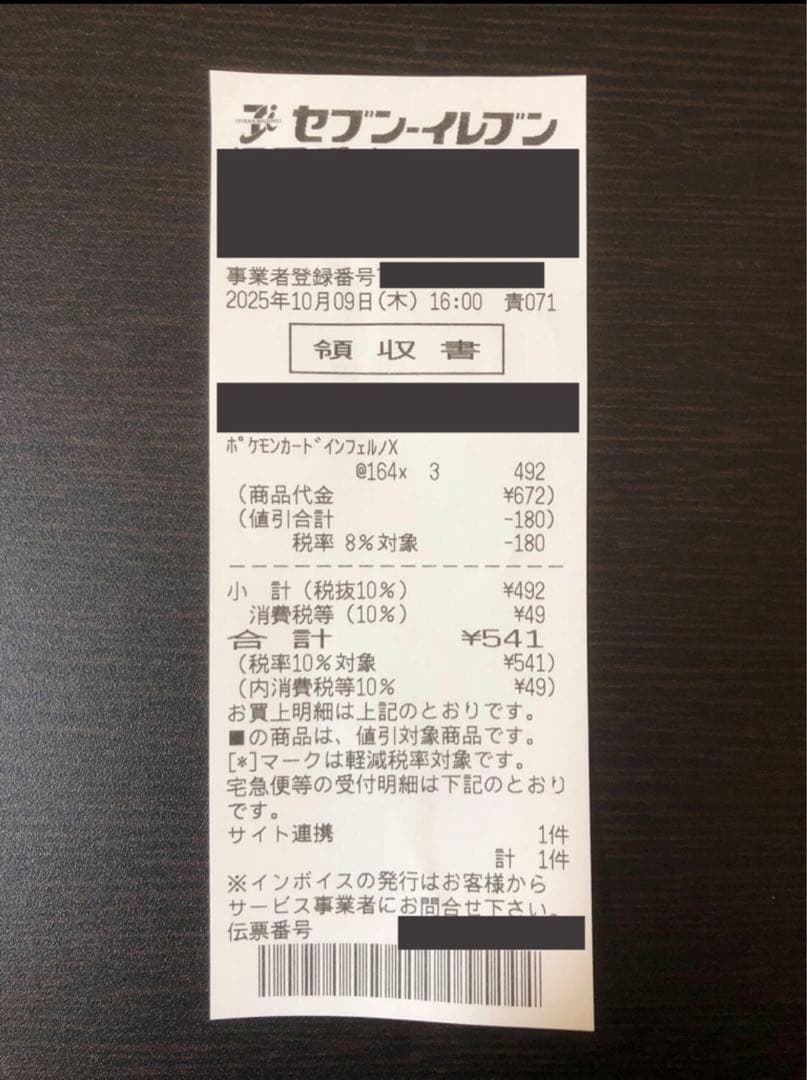 セブン-イレブン
事業者登録番号
2025年10月09日(木) 16:00 責071
領収書
ポケモンカードインフェルノX
@164x 3 492
(商品代金 ¥672)
(値引合計 -180)
税率 8%対象 -180
小 計(税抜10%) ¥492
消費税等(10%) ¥49
合 計 ¥541
(税率10%対象 ¥541)
(内消費税等10% ¥49)
お買上明細は上記のとおりです。
■の商品は、値引対象商品です。
[*]マークは軽減税率対象です。
宅急便等の受付明細は下記のとおり
です。
サイト連携 1件
計 1件
※インボイスの発行はお客様から
サービス事業者にお問合せ下さい。
伝票番号